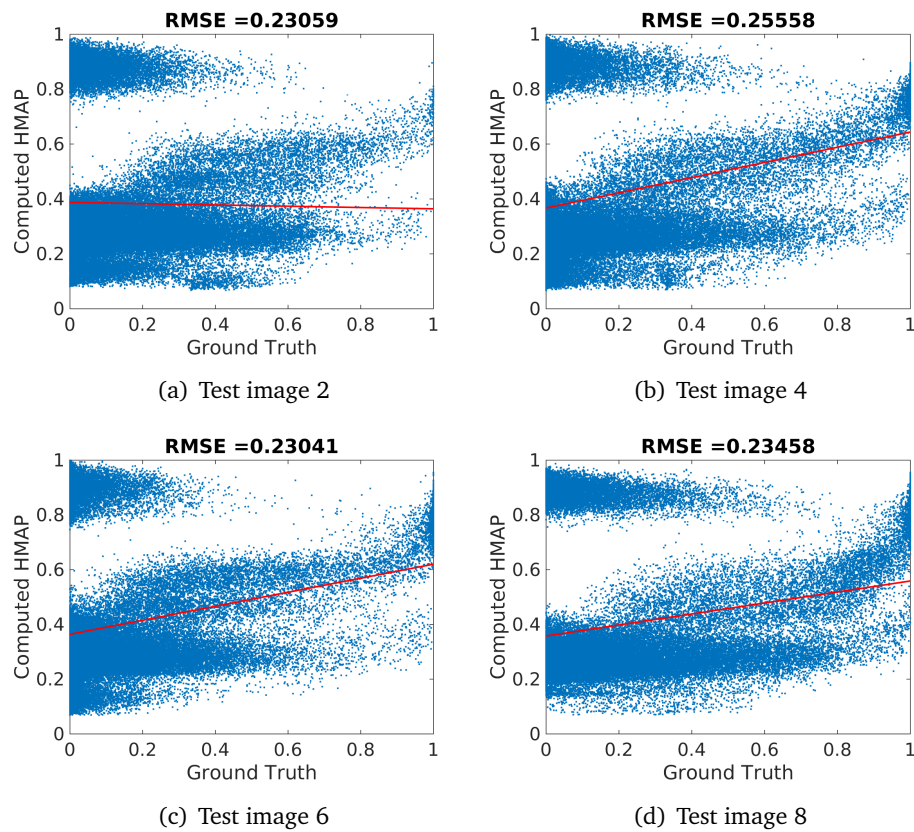 RMSE =0.23059
1
0.8
0.6
0.4
0.2
0
Computed HMAP
0 0.2 0.4 0.6 0.8 1
Ground Truth
(a) Test image 2
RMSE =0.25558
1
0.8
0.6
0.4
0.2
0
Computed HMAP
0 0.2 0.4 0.6 0.8 1
Ground Truth
(b) Test image 4
RMSE =0.23041
1
0.8
0.6
0.4
0.2
0
Computed HMAP
0 0.2 0.4 0.6 0.8 1
Ground Truth
(c) Test image 6
RMSE =0.23458
1
0.8
0.6
0.4
0.2
0
Computed HMAP
0 0.2 0.4 0.6 0.8 1
Ground Truth
(d) Test image 8